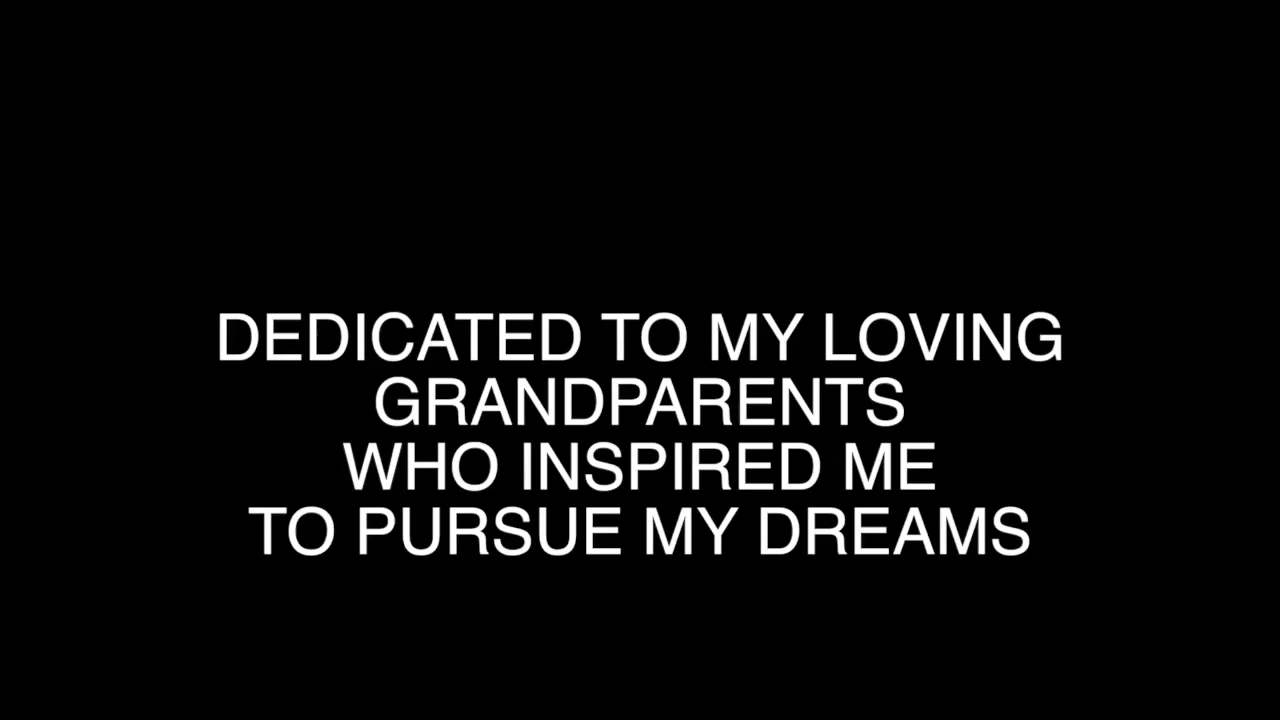 DEDICATED TO MY LOVING
GRANDPARENTS
WHO INSPIRED ME
TO PURSUE MY DREAMS